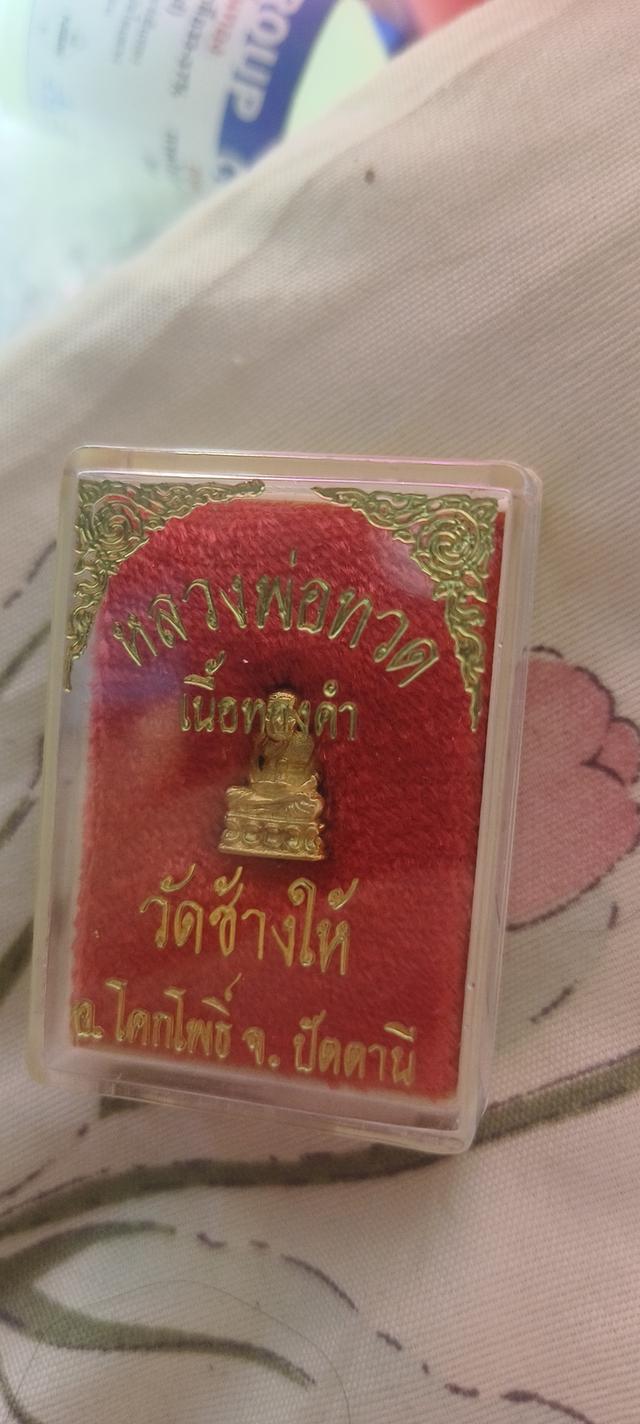 ROUP
หลวงพ่อทวด
เนื้อทองคำ
วัดช้างให้
อ.โคกโพธิ์ จ. ปัตตานี